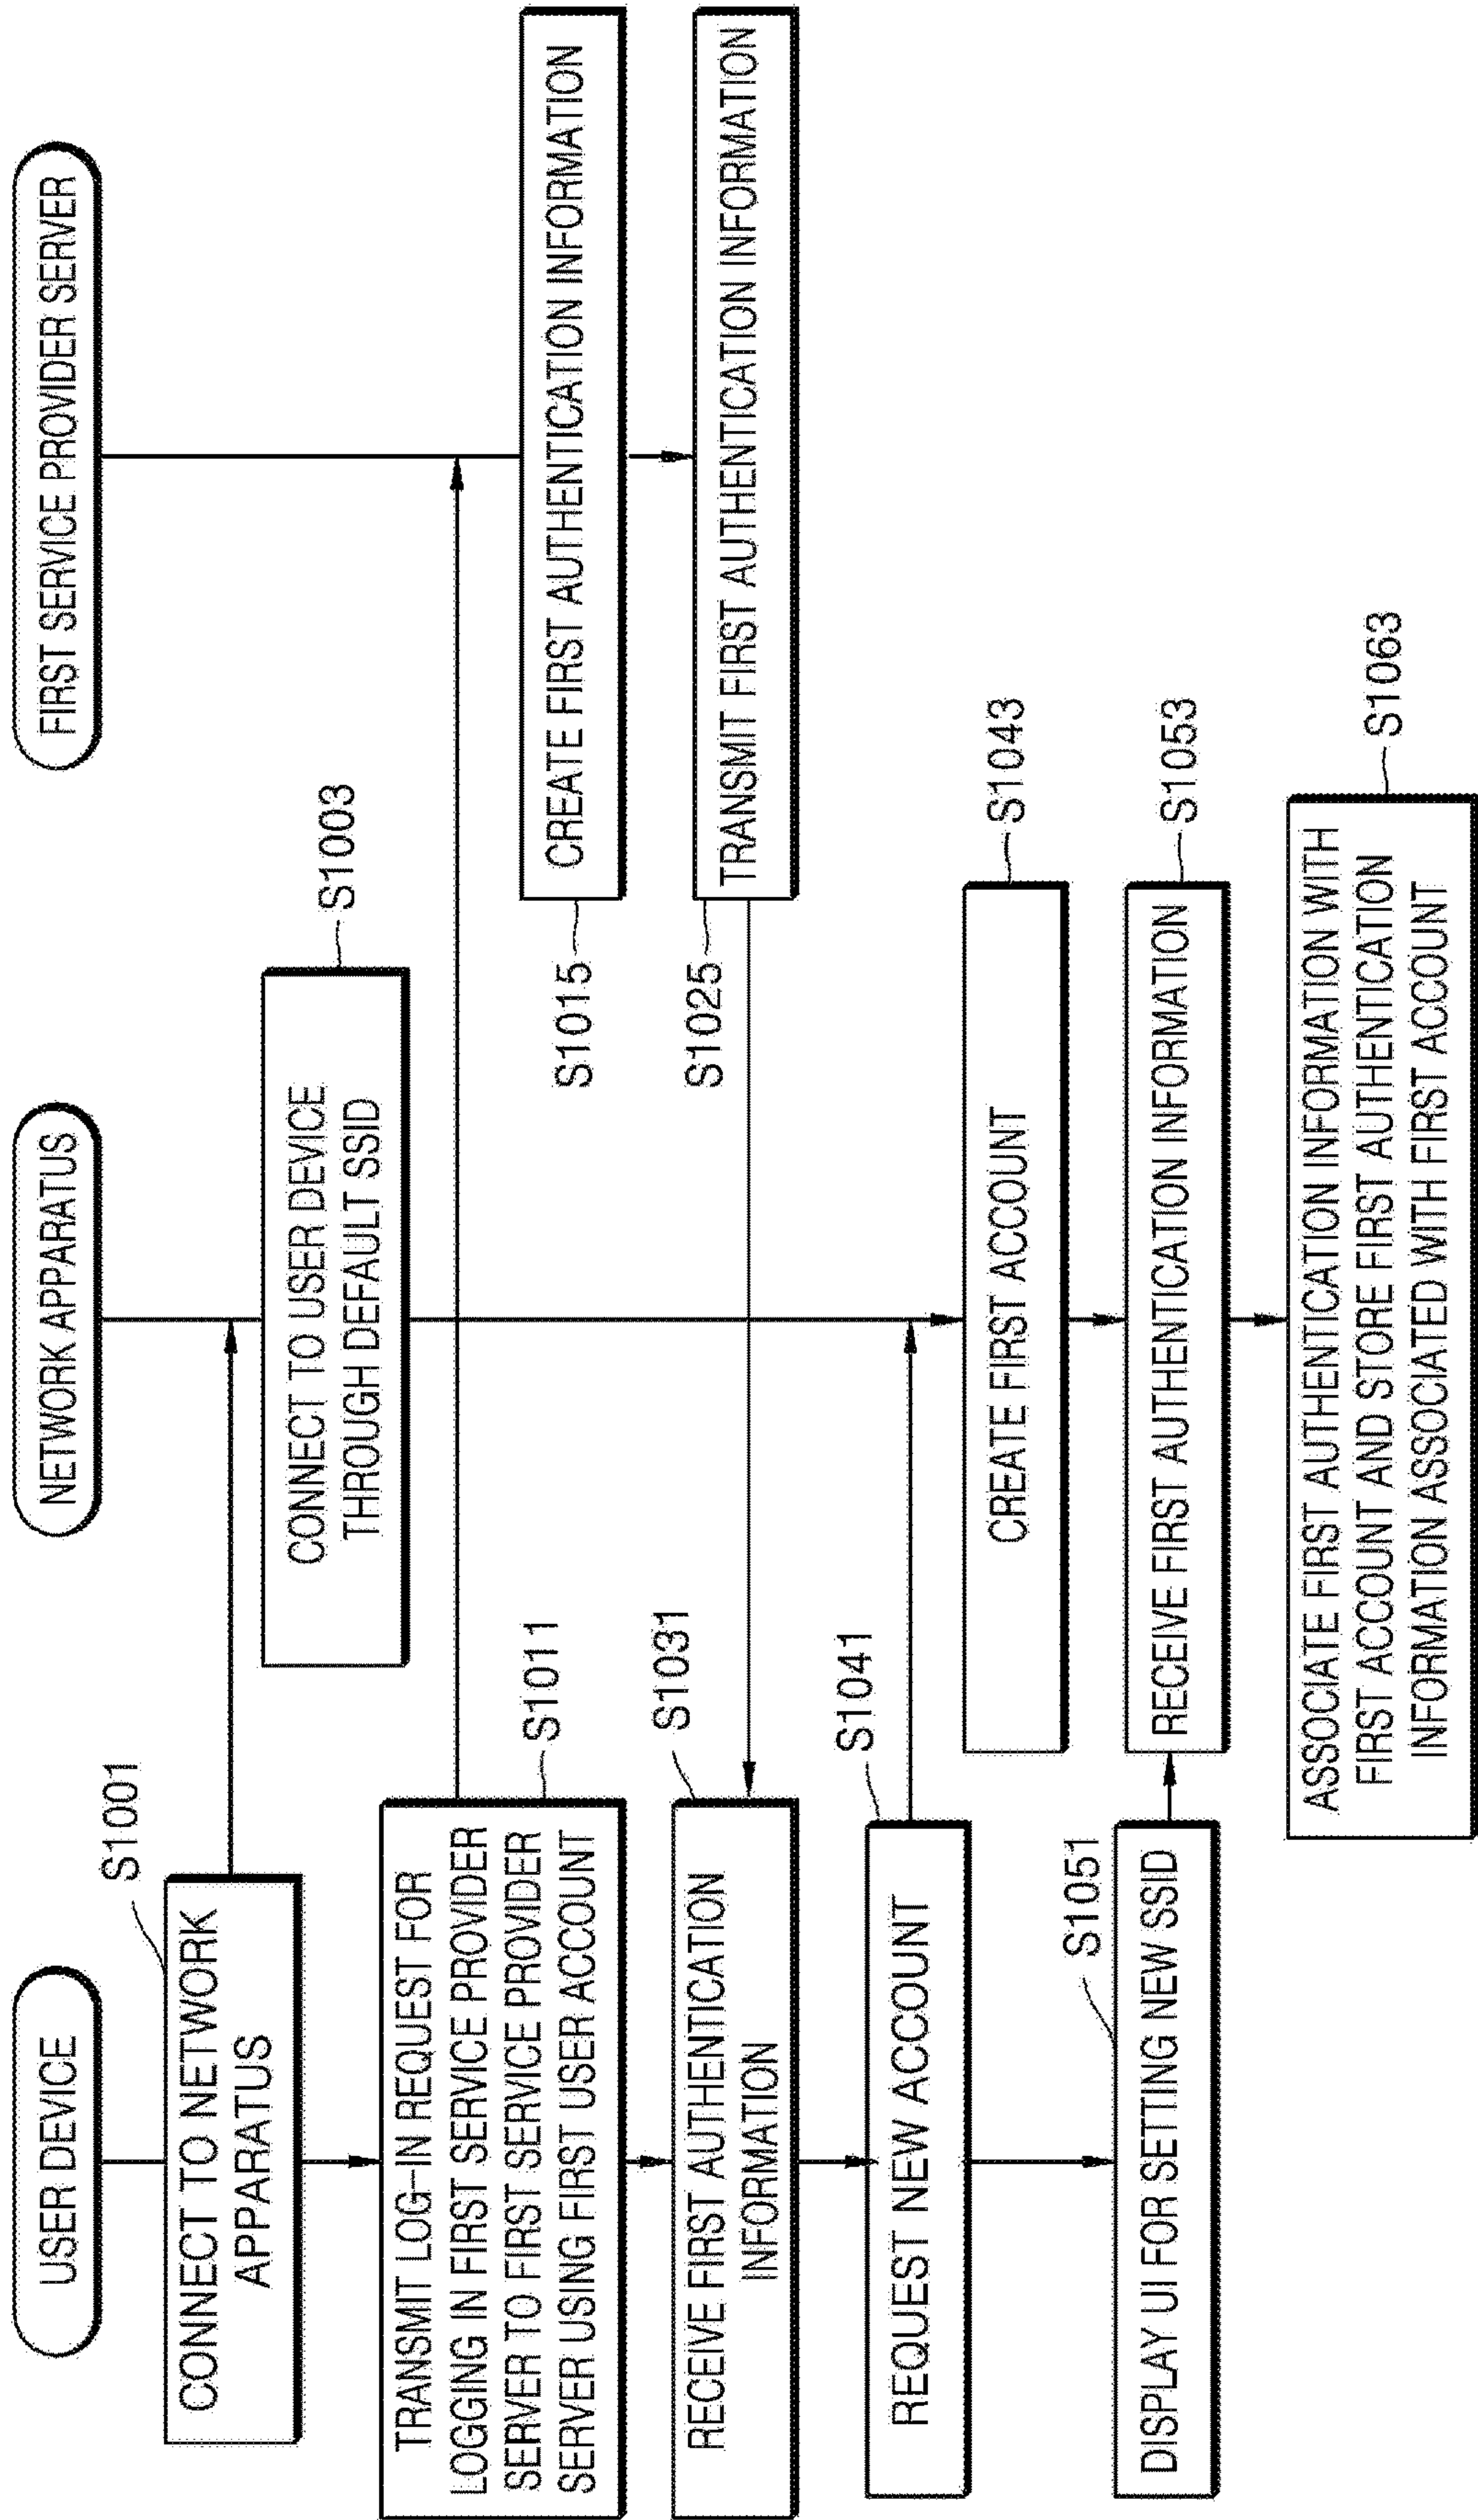 USER DEVICE
NETWORK APPARATUS
FIRST SERVICE PROVIDER SERVER
S1001
CONNECT TO NETWORK
APPARATUS
S1003
CONNECT TO USER DEVICE
THROUGH DEFAULT SSID
S1011
TRANSMIT LOG-IN REQUEST FOR
LOGGING IN FIRST SERVICE PROVIDER
SERVER TO FIRST SERVICE PROVIDER
SERVER USING FIRST USER ACCOUNT
S1015
CREATE FIRST AUTHENTICATION INFORMATION
S1025
TRANSMIT FIRST AUTHENTICATION INFORMATION
S1031
RECEIVE FIRST AUTHENTICATION
INFORMATION
S1041
REQUEST NEW ACCOUNT
S1043
CREATE FIRST ACCOUNT
S1051
DISPLAY UI FOR SETTING NEW SSID
S1053
RECEIVE FIRST AUTHENTICATION INFORMATION
S1063
ASSOCIATE FIRST AUTHENTICATION INFORMATION WITH
FIRST ACCOUNT AND STORE FIRST AUTHENTICATION
INFORMATION ASSOCIATED WITH FIRST ACCOUNT